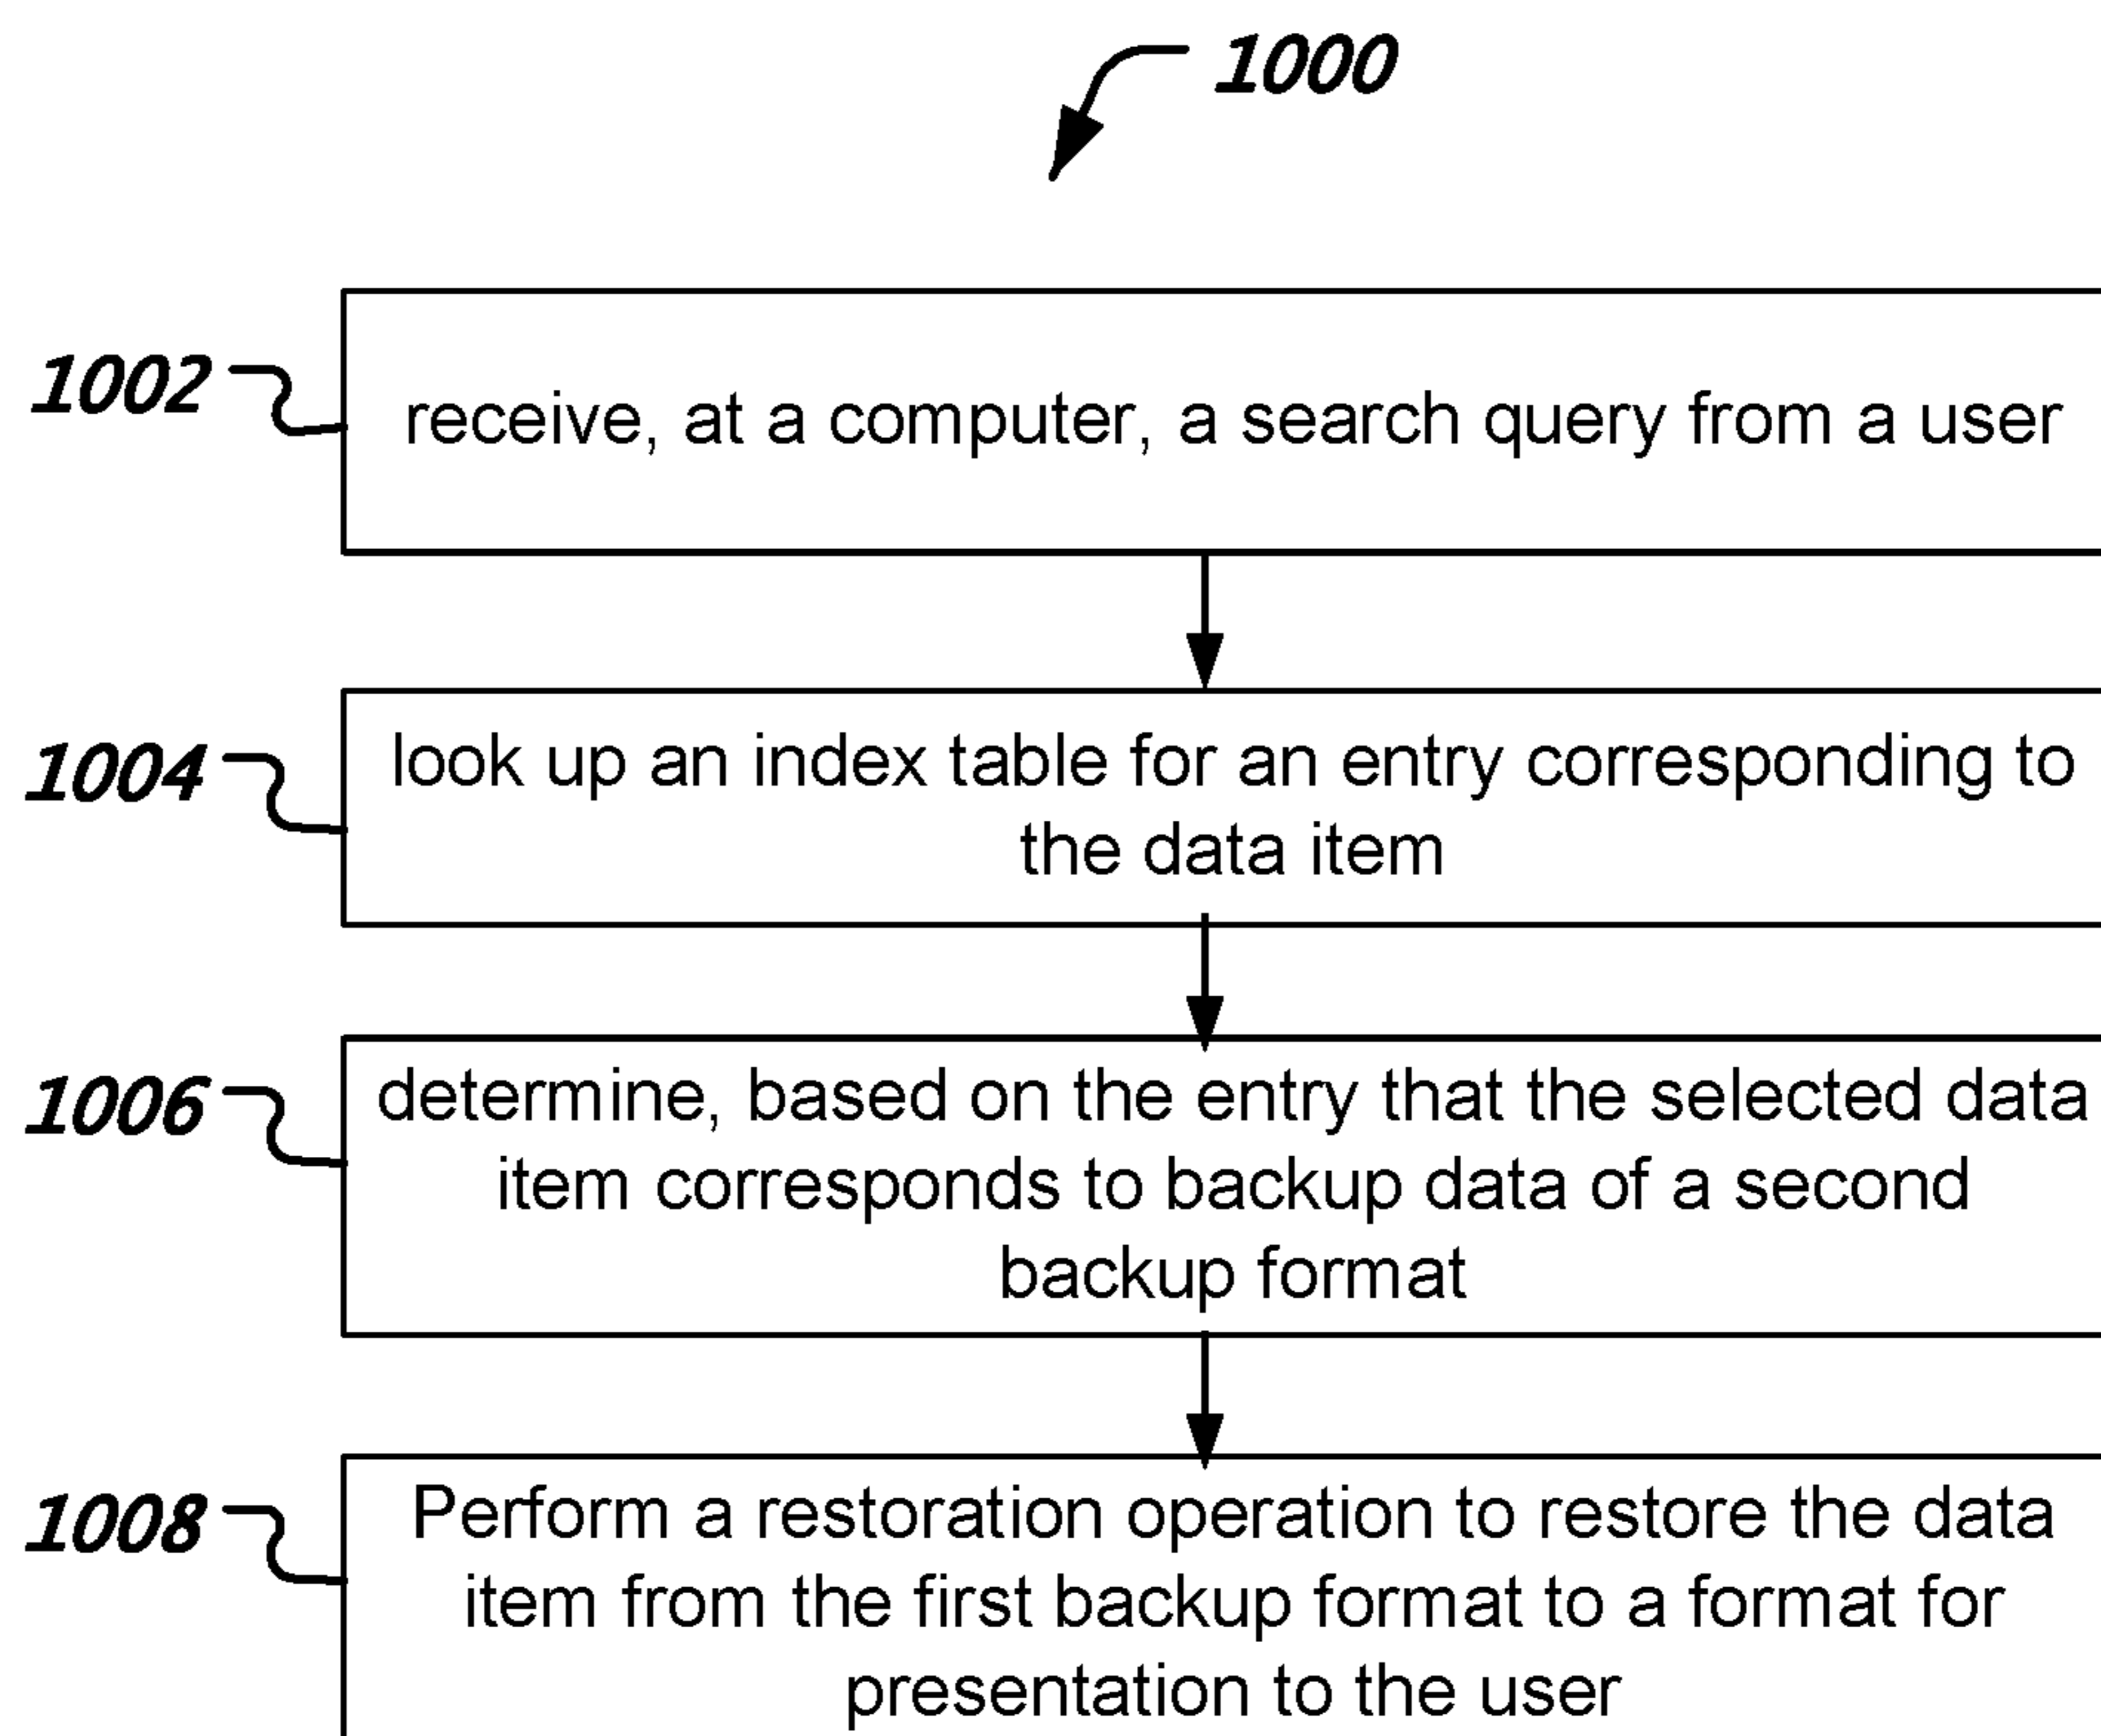 1000
1002
receive, at a computer, a search query from a user
1004
look up an index table for an entry corresponding to
the data item
1006
determine, based on the entry that the selected data
item corresponds to backup data of a second
backup format
1008
Perform a restoration operation to restore the data
item from the first backup format to a format for
presentation to the user